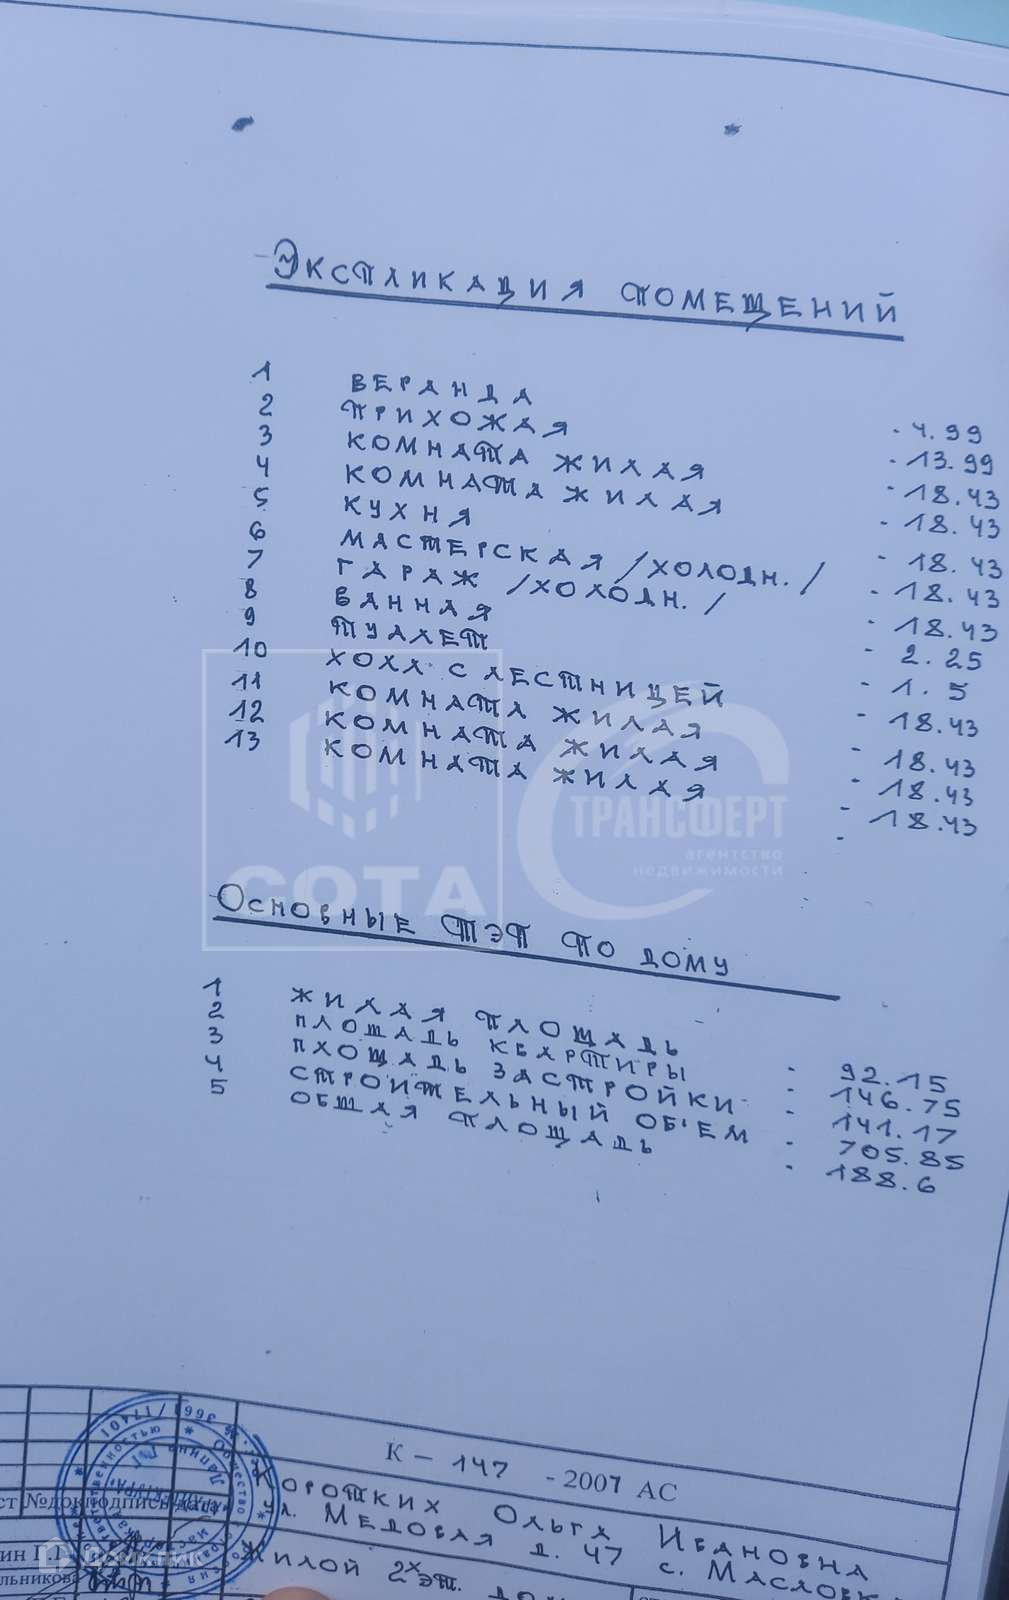 Экспликация помещений
1 ВЕРАНДА - 4.99
2 ПРИХОЖАЯ - 13.99
3 КОМНАТА ЖИЛАЯ - 18.43
4 КОМНАТА ЖИЛАЯ - 18.43
5 КУХНЯ - 18.43
6 МАСТЕРСКАЯ /ХОЛОДН./ - 18.43
7 ГАРАЖ /ХОЛОДН./ - 18.43
8 ВАННАЯ - 2.25
9 ТУАЛЕТ - 1.5
10 ХОЛЛ С ЛЕСТНИЦЕЙ - 18.43
11 КОМНАТА ЖИЛАЯ - 18.43
12 КОМНАТА ЖИЛАЯ - 18.43
13 КОМНАТА ЖИЛАЯ - 18.43
СОТА
ТРАНСФЕРТ
агентство
недвижимости
Основные ТЭП по дому
1 ЖИЛАЯ ПЛОЩАДЬ - 92.15
2 ПЛОЩАДЬ КВАРТИРЫ - 146.75
3 ПЛОЩАДЬ ЗАСТРОЙКИ - 141.17
4 СТРОИТЕЛЬНЫЙ ОБ'ЕМ - 705.85
5 ОБЩАЯ ПЛОЩАДЬ - 188.6
К - 147 - 2007 АС
Коротких Ольга Ивановна
ул. Медовая д. 47 с. Масловк
Жилой 2х эт.
№док подпись дата